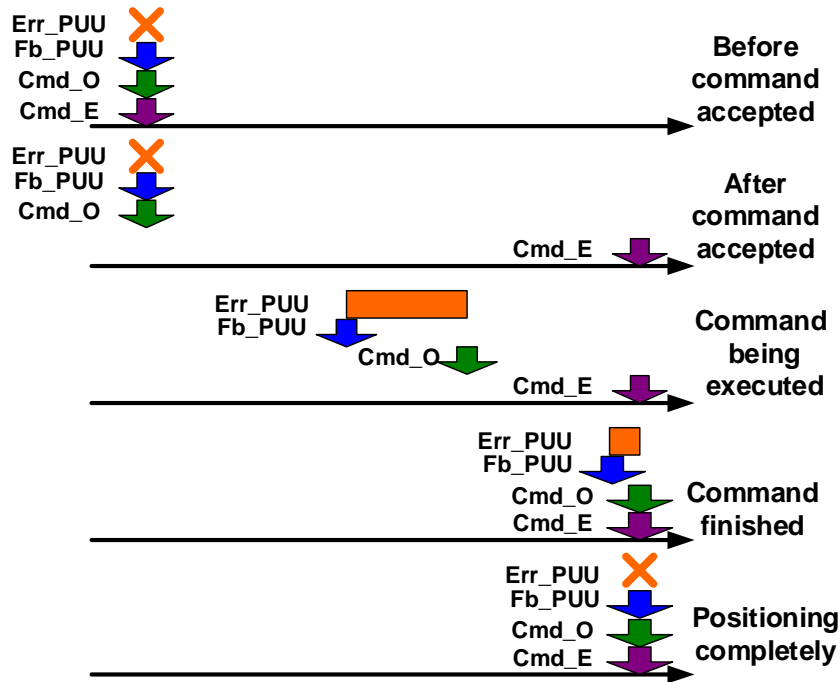 Err_PUU
Fb_PUU
Cmd_O
Cmd_E
Before
command
accepted
Err_PUU
Fb_PUU
Cmd_O
Cmd_E
After
command
accepted
Err_PUU
Fb_PUU
Cmd_O
Cmd_E
Command
being
executed
Err_PUU
Fb_PUU
Cmd_O
Cmd_E
Command
finished
Err_PUU
Fb_PUU
Cmd_O
Cmd_E
Positioning
completely